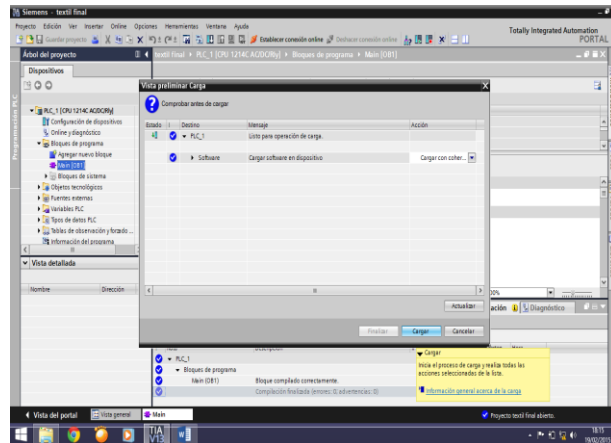 Siemens - textil final
Proyecto Edición Ver Insertar Online Opciones Herramientas Ventana Ayuda
Totally Integrated Automation
PORTAL
Guardar proyecto
Establecer conexión online
Deshacer conexión online
Árbol del proyecto
textil final PLC_1 [CPU 1214C AC/DC/Rly] Bloques de programa Main [OB1]
Dispositivos
PLC_1 [CPU 1214C AC/DC/Rly]
Configuración de dispositivos
Online y diagnóstico
Bloques de programa
Agregar nuevo bloque
Main [OB1]
Bloques de sistema
Objetos tecnológicos
Fuentes externas
Variables PLC
Tipos de datos PLC
Tablas de observación y forzado ...
Información del programa
Vista detallada
Nombre Dirección
Vista preliminar Cargar
Comprobar antes de cargar
Estado ! Destino Mensaje Acción
PLC_1 Listo para operación de carga.
Software Cargar software en dispositivo Cargar con coher...
Actualizar
Finalizar Cargar Cancelar
Diagnóstico
PLC_1
Bloques de programa
Main (OB1) Bloque compilado correctamente.
Compilación finalizada (errores: 0; advertencias: 0)
Cargar
Inicia el proceso de carga y realiza todas las
acciones seleccionadas de la lista.
Información general acerca de la carga
Vista del portal Vista general Main
Proyecto textil final abierto.
TIA
V13
18:15
19/02/2015